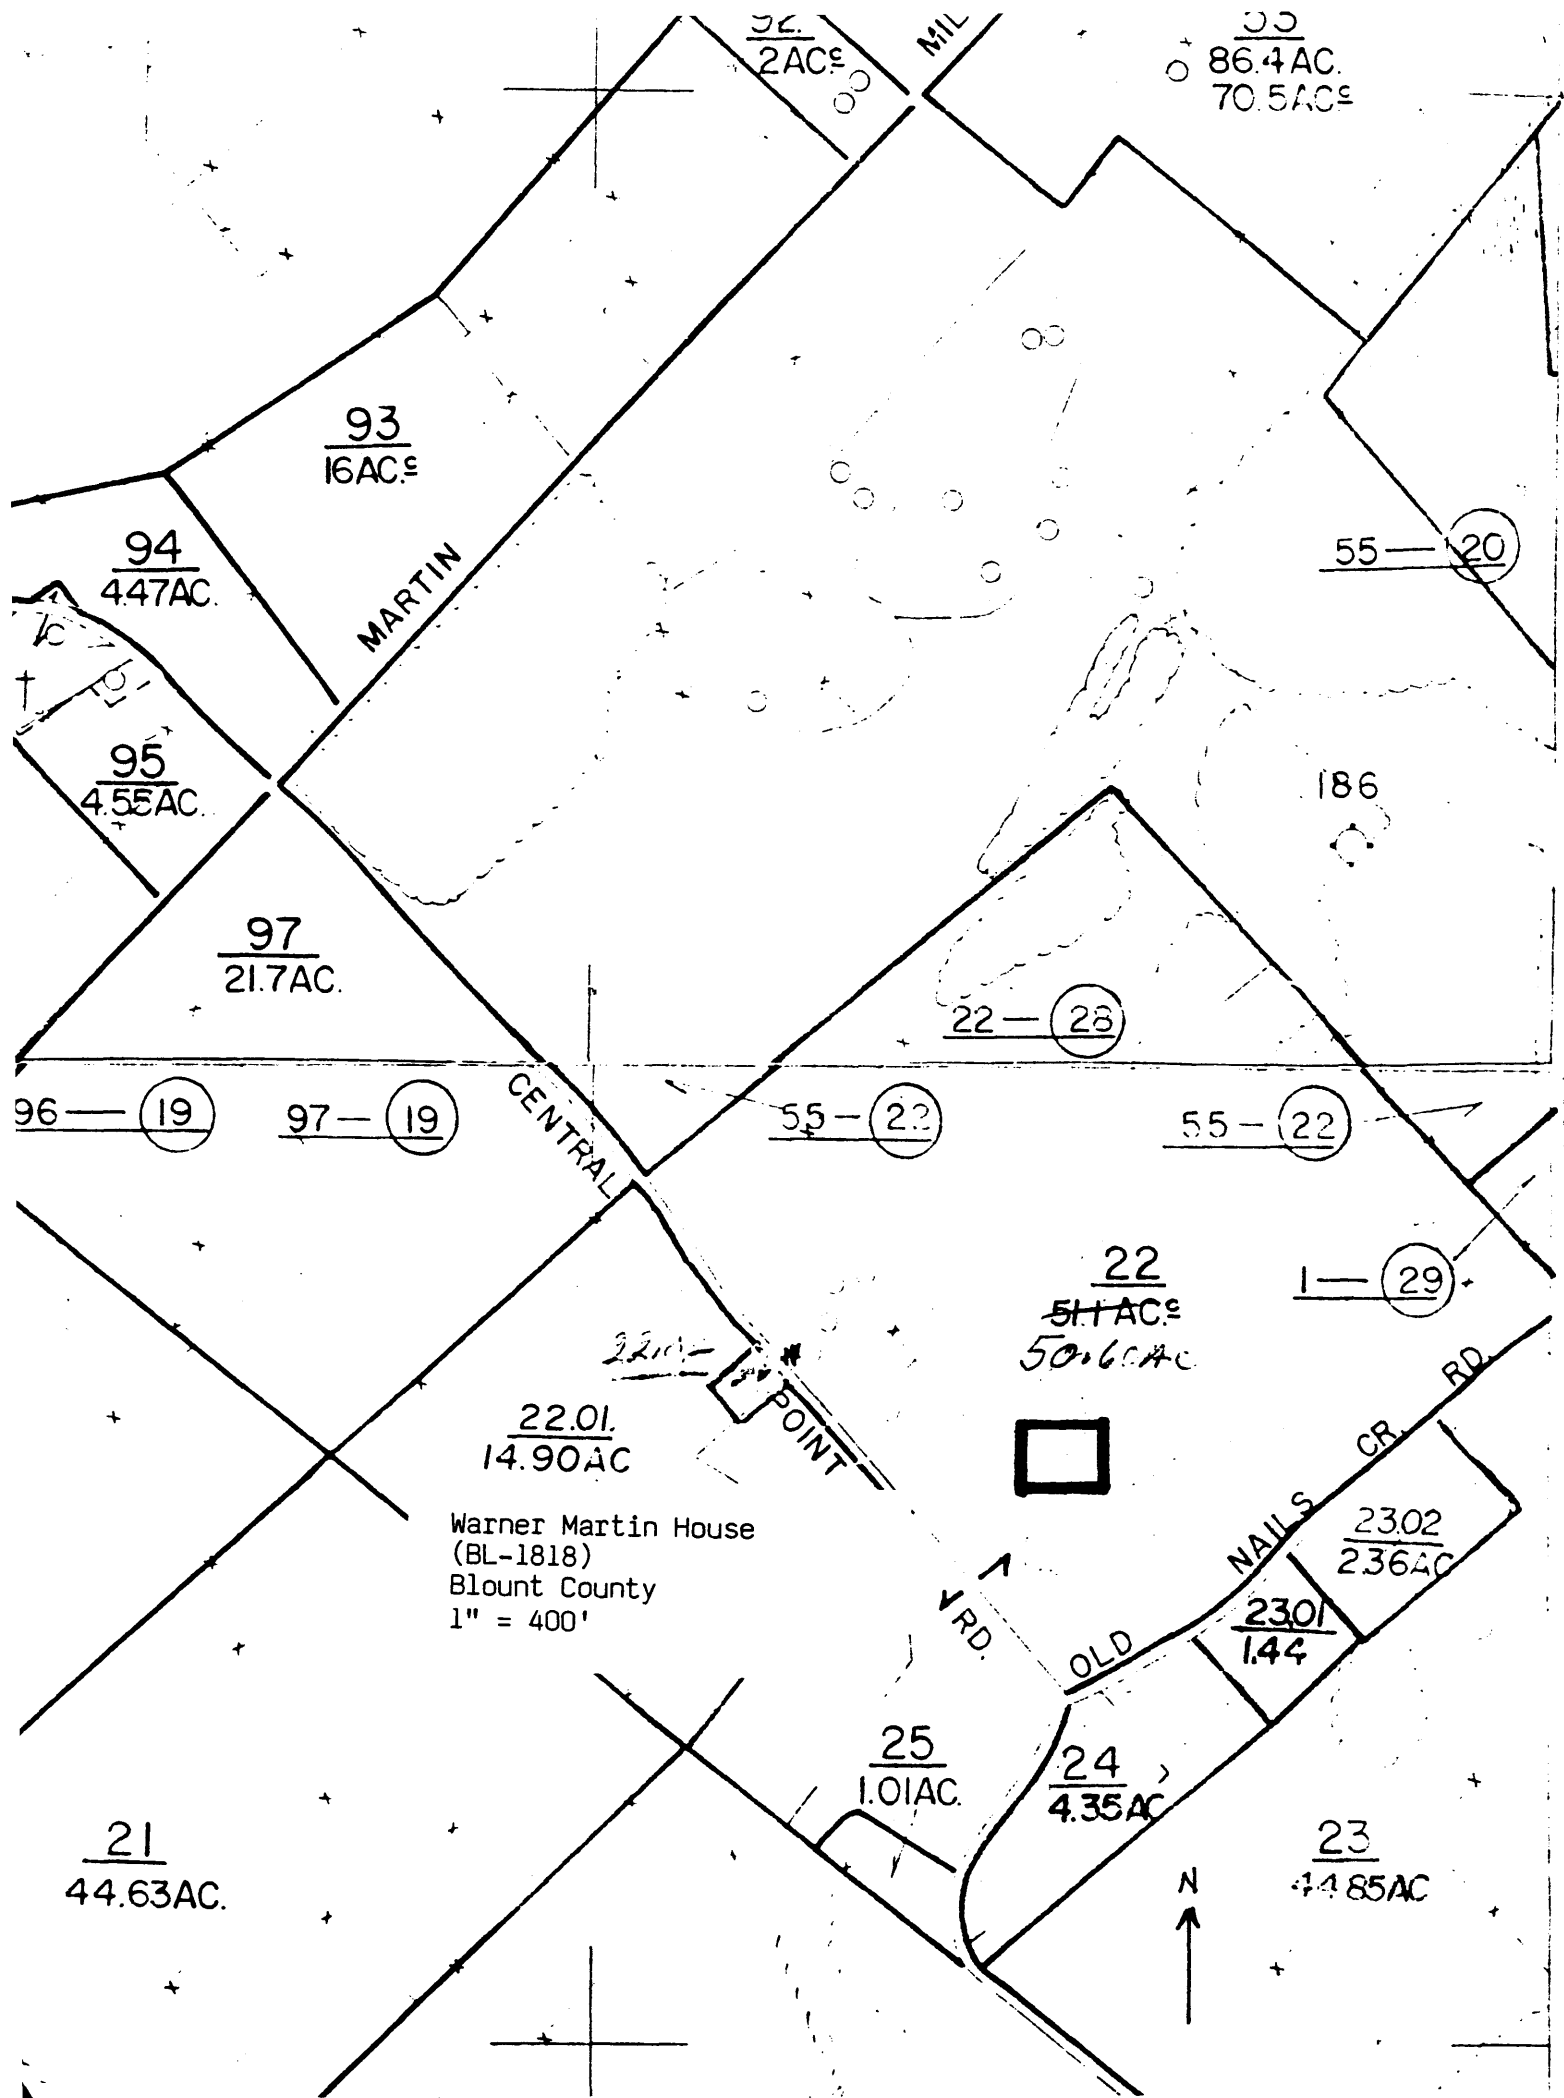 92.
2AC.c
MIL
55
86.4AC.
70.5ACc
93
16AC.c
94
4.47AC.
MARTIN
55— 20
95
4.55AC.
186
97
21.7AC.
22— 28
96— 19
97— 19
CENTRAL
55-
55- 22
22
51.1 AC.c
50.60AC
1— 29
22.01.
14.90AC
POINT
RD.
CR.
NAILS
OLD
23.02
2.36AC
Warner Martin House
(BL-1818)
Blount County
1" = 400'
RD.
23.01
1.44
25
1.01AC.
24
4.35AC
21
44.63AC.
23
44.85AC
N